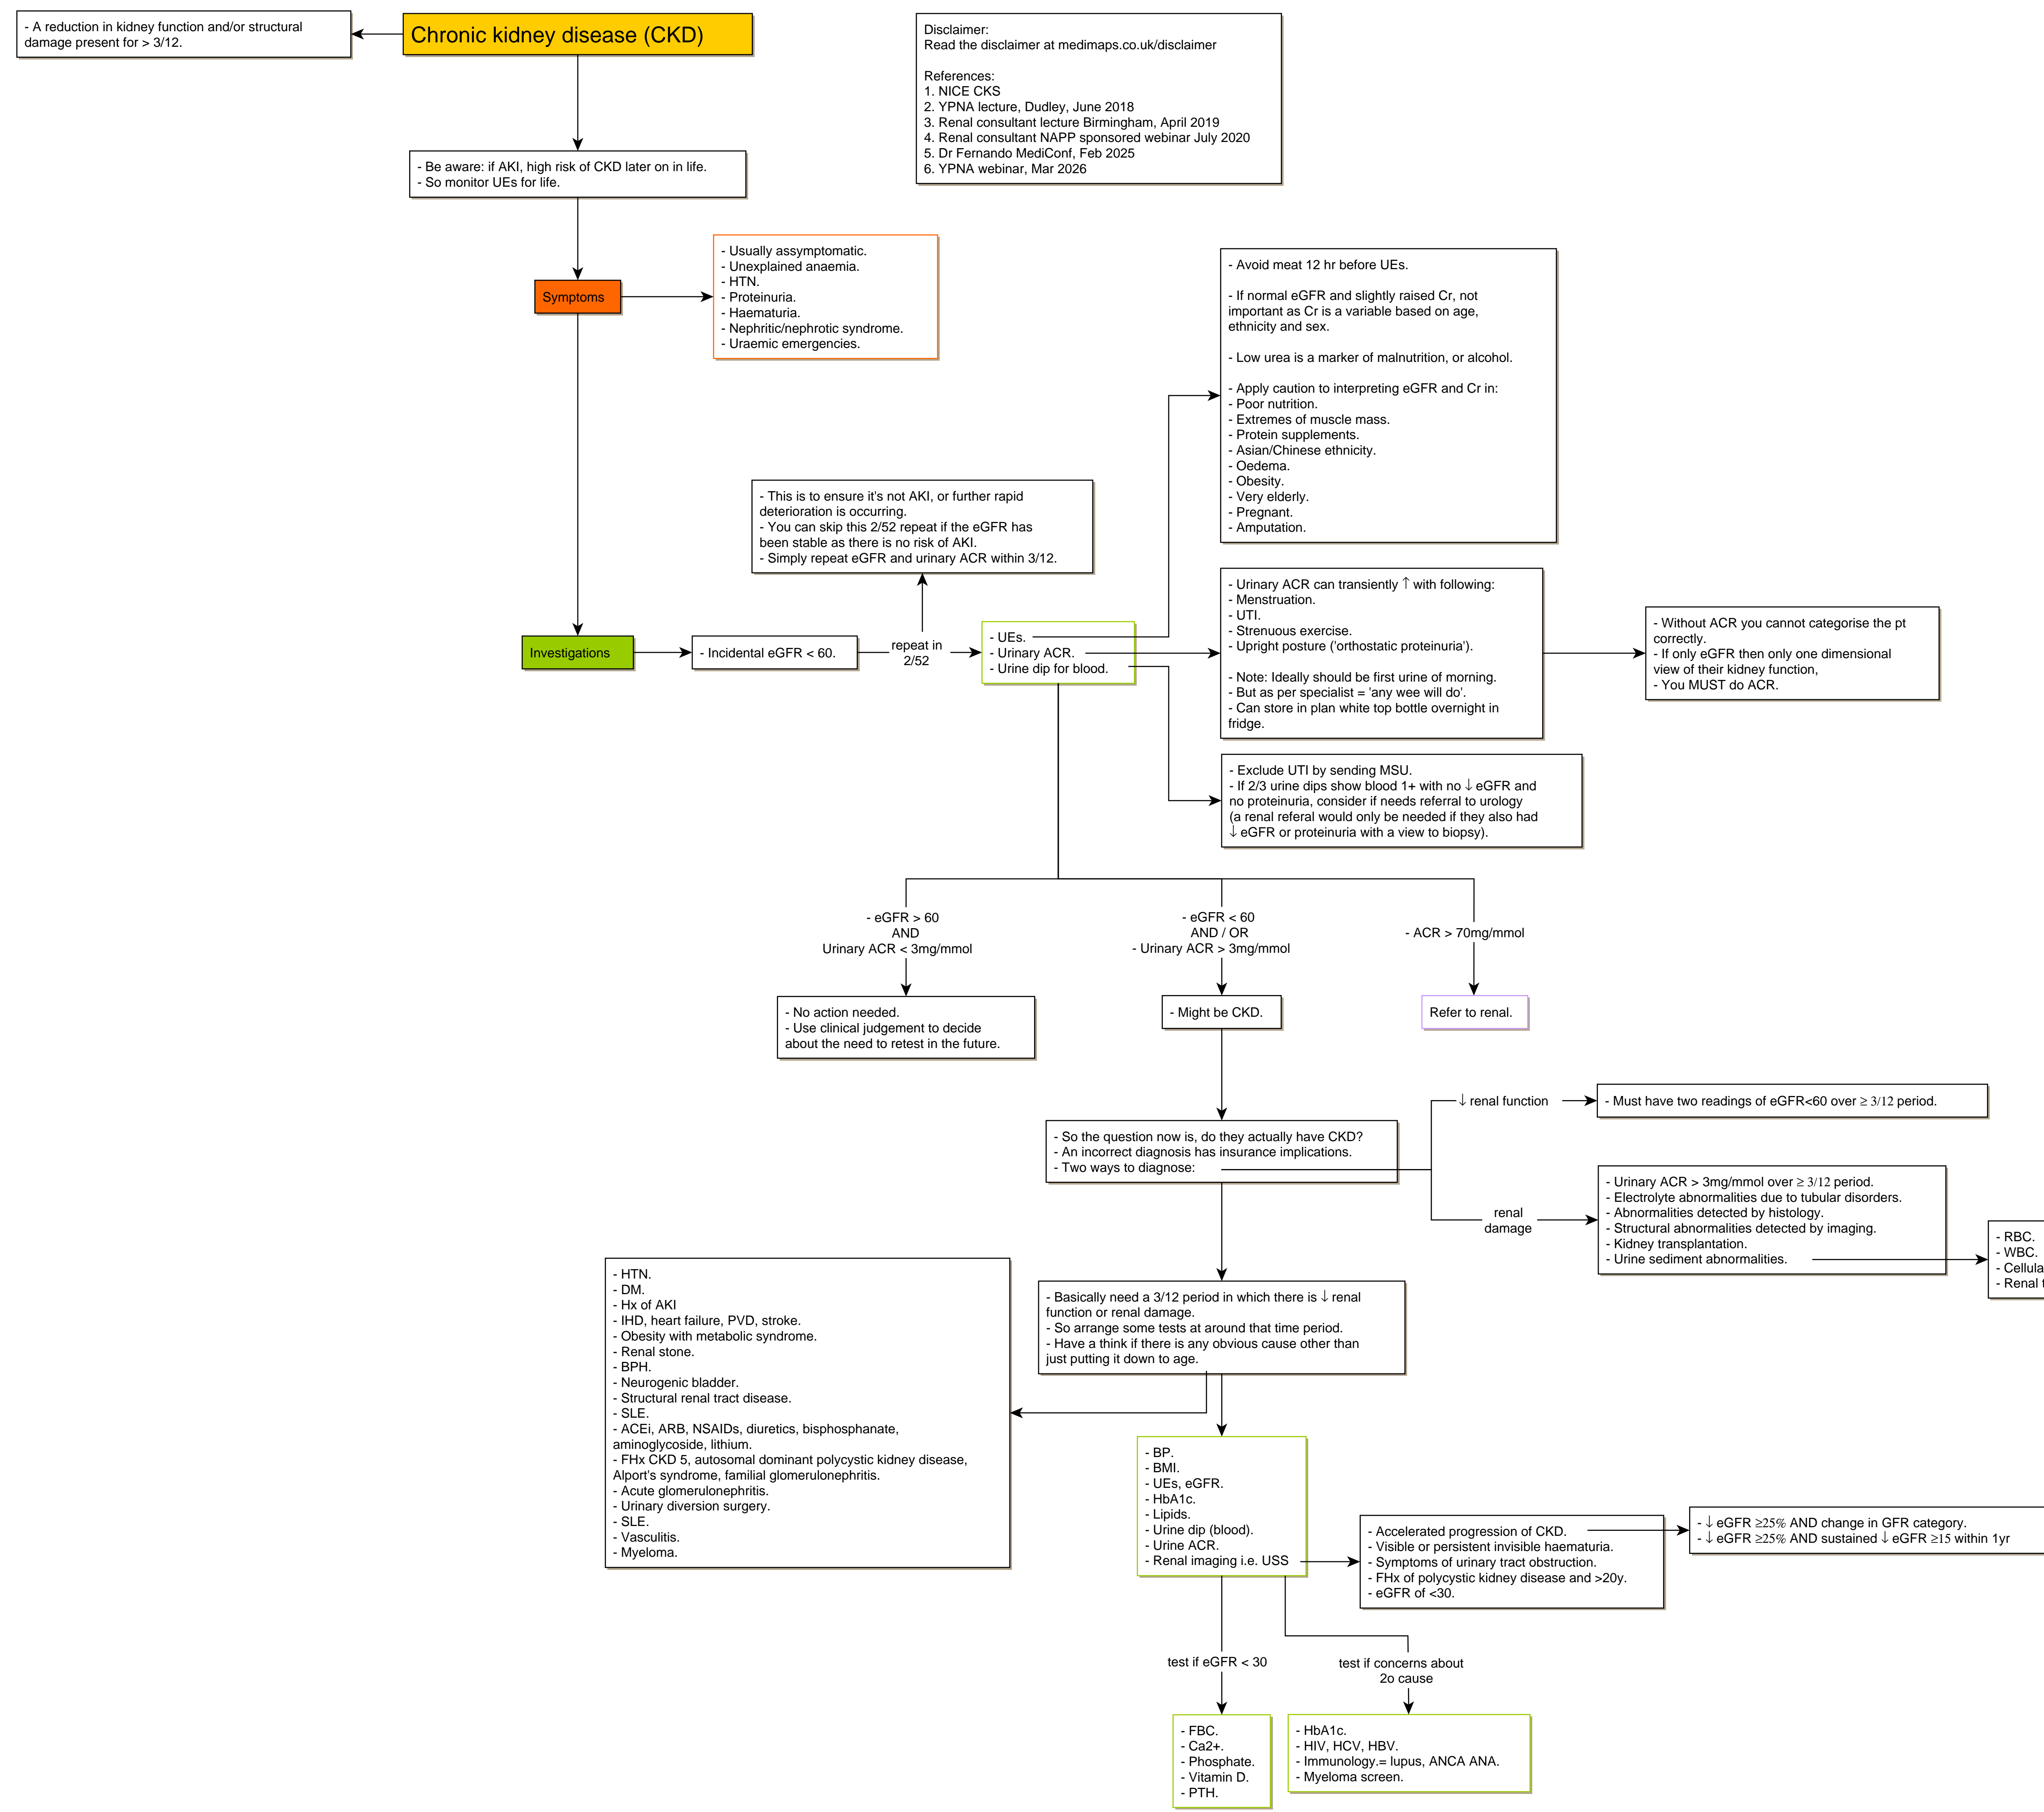 - A reduction in kidney function and/or structural
damage present for > 3/12.
Chronic kidney disease (CKD)
Disclaimer:
Read the disclaimer at medimaps.co.uk/disclaimer
References:
1. NICE CKS
2. YPNA lecture, Dudley, June 2018
3. Renal consultant lecture Birmingham, April 2019
4. Renal consultant NAPP sponsored webinar July 2020
5. Dr Fernando MediConf, Feb 2025
6. YPNA webinar, Mar 2026
- Be aware: if AKI, high risk of CKD later on in life.
- So monitor UEs for life.
Symptoms
- Usually assymptomatic.
- Unexplained anaemia.
- HTN.
- Proteinuria.
- Haematuria.
- Nephritic/nephrotic syndrome.
- Uraemic emergencies.
- Avoid meat 12 hr before UEs.
- If normal eGFR and slightly raised Cr, not
important as Cr is a variable based on age,
ethnicity and sex.
- Low urea is a marker of malnutrition, or alcohol.
- Apply caution to interpreting eGFR and Cr in:
- Poor nutrition.
- Extremes of muscle mass.
- Protein supplements.
- Asian/Chinese ethnicity.
- Oedema.
- Obesity.
- Very elderly.
- Pregnant.
- Amputation.
- This is to ensure it's not AKI, or further rapid
deterioration is occurring.
- You can skip this 2/52 repeat if the eGFR has
been stable as there is no risk of AKI.
- Simply repeat eGFR and urinary ACR within 3/12.
Investigations
- Incidental eGFR < 60.
repeat in
2/52
- UEs.
- Urinary ACR.
- Urine dip for blood.
- Urinary ACR can transiently ↑ with following:
- Menstruation.
- UTI.
- Strenuous exercise.
- Upright posture ('orthostatic proteinuria').
- Note: Ideally should be first urine of morning.
- But as per specialist = 'any wee will do'.
- Can store in plan white top bottle overnight in
fridge.
- Without ACR you cannot categorise the pt
correctly.
- If only eGFR then only one dimensional
view of their kidney function,
- You MUST do ACR.
- Exclude UTI by sending MSU.
- If 2/3 urine dips show blood 1+ with no ↓ eGFR and
no proteinuria, consider if needs referral to urology
(a renal referal would only be needed if they also had
↓ eGFR or proteinuria with a view to biopsy).
- eGFR > 60
AND
Urinary ACR < 3mg/mmol
- eGFR < 60
AND / OR
- Urinary ACR > 3mg/mmol
- ACR > 70mg/mmol
- No action needed.
- Use clinical judgement to decide
about the need to retest in the future.
- Might be CKD.
Refer to renal.
- So the question now is, do they actually have CKD?
- An incorrect diagnosis has insurance implications.
- Two ways to diagnose:
↓ renal function
- Must have two readings of eGFR<60 over ≥ 3/12 period.
renal
damage
- Urinary ACR > 3mg/mmol over ≥ 3/12 period.
- Electrolyte abnormalities due to tubular disorders.
- Abnormalities detected by histology.
- Structural abnormalities detected by imaging.
- Kidney transplantation.
- Urine sediment abnormalities.
- RBC.
- WBC.
- Cellula
- Renal
- Basically need a 3/12 period in which there is ↓ renal
function or renal damage.
- So arrange some tests at around that time period.
- Have a think if there is any obvious cause other than
just putting it down to age.
- HTN.
- DM.
- Hx of AKI
- IHD, heart failure, PVD, stroke.
- Obesity with metabolic syndrome.
- Renal stone.
- BPH.
- Neurogenic bladder.
- Structural renal tract disease.
- SLE.
- ACEi, ARB, NSAIDs, diuretics, bisphosphanate,
aminoglycoside, lithium.
- FHx CKD 5, autosomal dominant polycystic kidney disease,
Alport's syndrome, familial glomerulonephritis.
- Acute glomerulonephritis.
- Urinary diversion surgery.
- SLE.
- Vasculitis.
- Myeloma.
- BP.
- BMI.
- UEs, eGFR.
- HbA1c.
- Lipids.
- Urine dip (blood).
- Urine ACR.
- Renal imaging i.e. USS
- Accelerated progression of CKD.
- Visible or persistent invisible haematuria.
- Symptoms of urinary tract obstruction.
- FHx of polycystic kidney disease and >20y.
- eGFR of <30.
- ↓ eGFR ≥25% AND change in GFR category.
- ↓ eGFR ≥25% AND sustained ↓ eGFR ≥15 within 1yr
test if eGFR < 30
test if concerns about
2o cause
- FBC.
- Ca2+.
- Phosphate.
- Vitamin D.
- PTH.
- HbA1c.
- HIV, HCV, HBV.
- Immunology.= lupus, ANCA ANA.
- Myeloma screen.